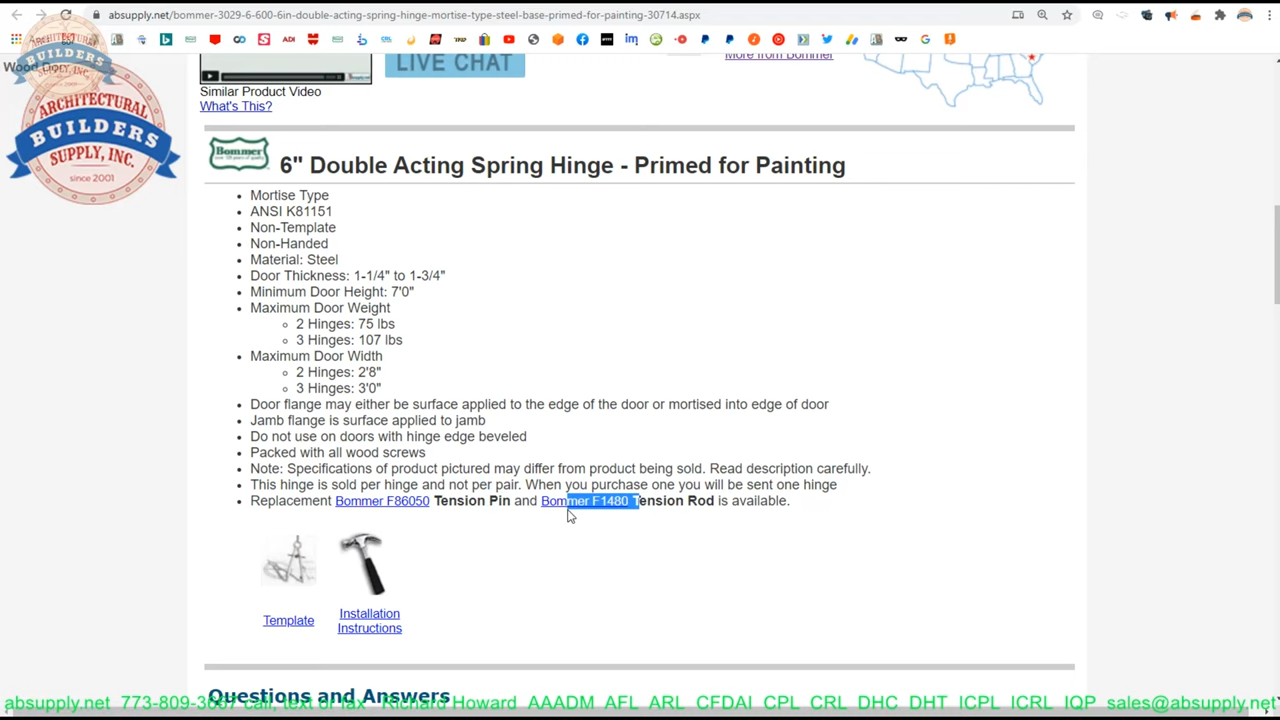 absupply.net/bommer-3029-6-600-6in-double-acting-spring-hinge-mortise-type-steel-base-primed-for-painting-30714.aspx
LIVE CHAT
More from Bommer
Similar Product Video
What's This?
ARCHITECTURAL
BUILDERS
SUPPLY, INC.
since 2001
Bommer
6" Double Acting Spring Hinge - Primed for Painting
Mortise Type
ANSI K81151
Non-Template
Non-Handed
Material: Steel
Door Thickness: 1-1/4" to 1-3/4"
Minimum Door Height: 7'0"
Maximum Door Weight
2 Hinges: 75 lbs
3 Hinges: 107 lbs
Maximum Door Width
2 Hinges: 2'8"
3 Hinges: 3'0"
Door flange may either be surface applied to the edge of the door or mortised into edge of door
Jamb flange is surface applied to jamb
Do not use on doors with hinge edge beveled
Packed with all wood screws
Note: Specifications of product pictured may differ from product being sold. Read description carefully.
This hinge is sold per hinge and not per pair. When you purchase one you will be sent one hinge
Replacement Bommer F86050 Tension Pin and Bommer F1480 Tension Rod is available.
Template
Installation
Instructions
Questions and Answers
absupply.net 773-809-3667 call, text or fax Richard Howard AAADM AFL ARL CFDAI CPL CRL DHC DHT ICPL ICRL IQP sales@absupply.net